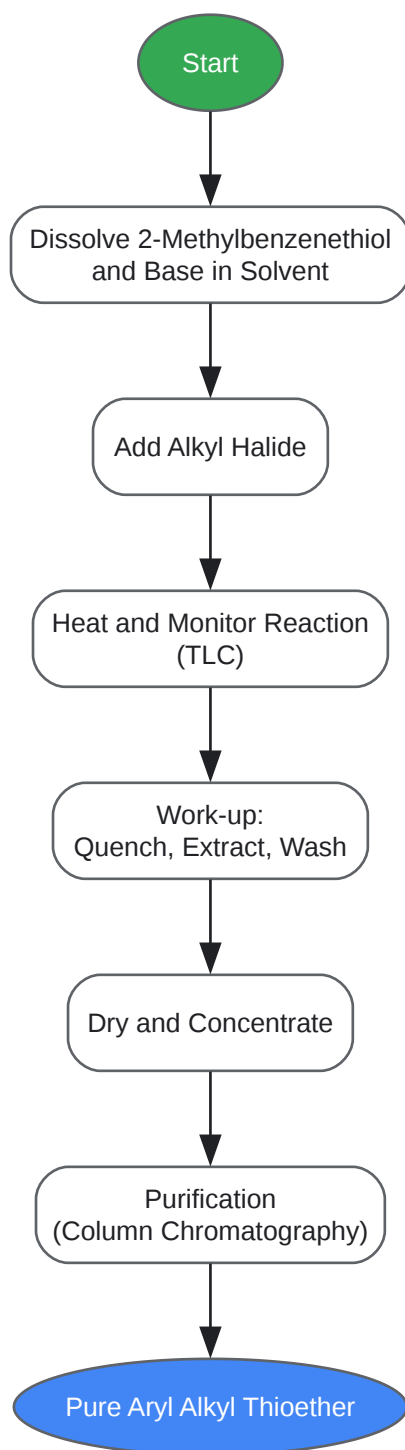 Start
Dissolve 2-Methylbenzenethiol
and Base in Solvent
Add Alkyl Halide
Heat and Monitor Reaction
(TLC)
Work-up:
Quench, Extract, Wash
Dry and Concentrate
Purification
(Column Chromatography)
Pure Aryl Alkyl Thioether